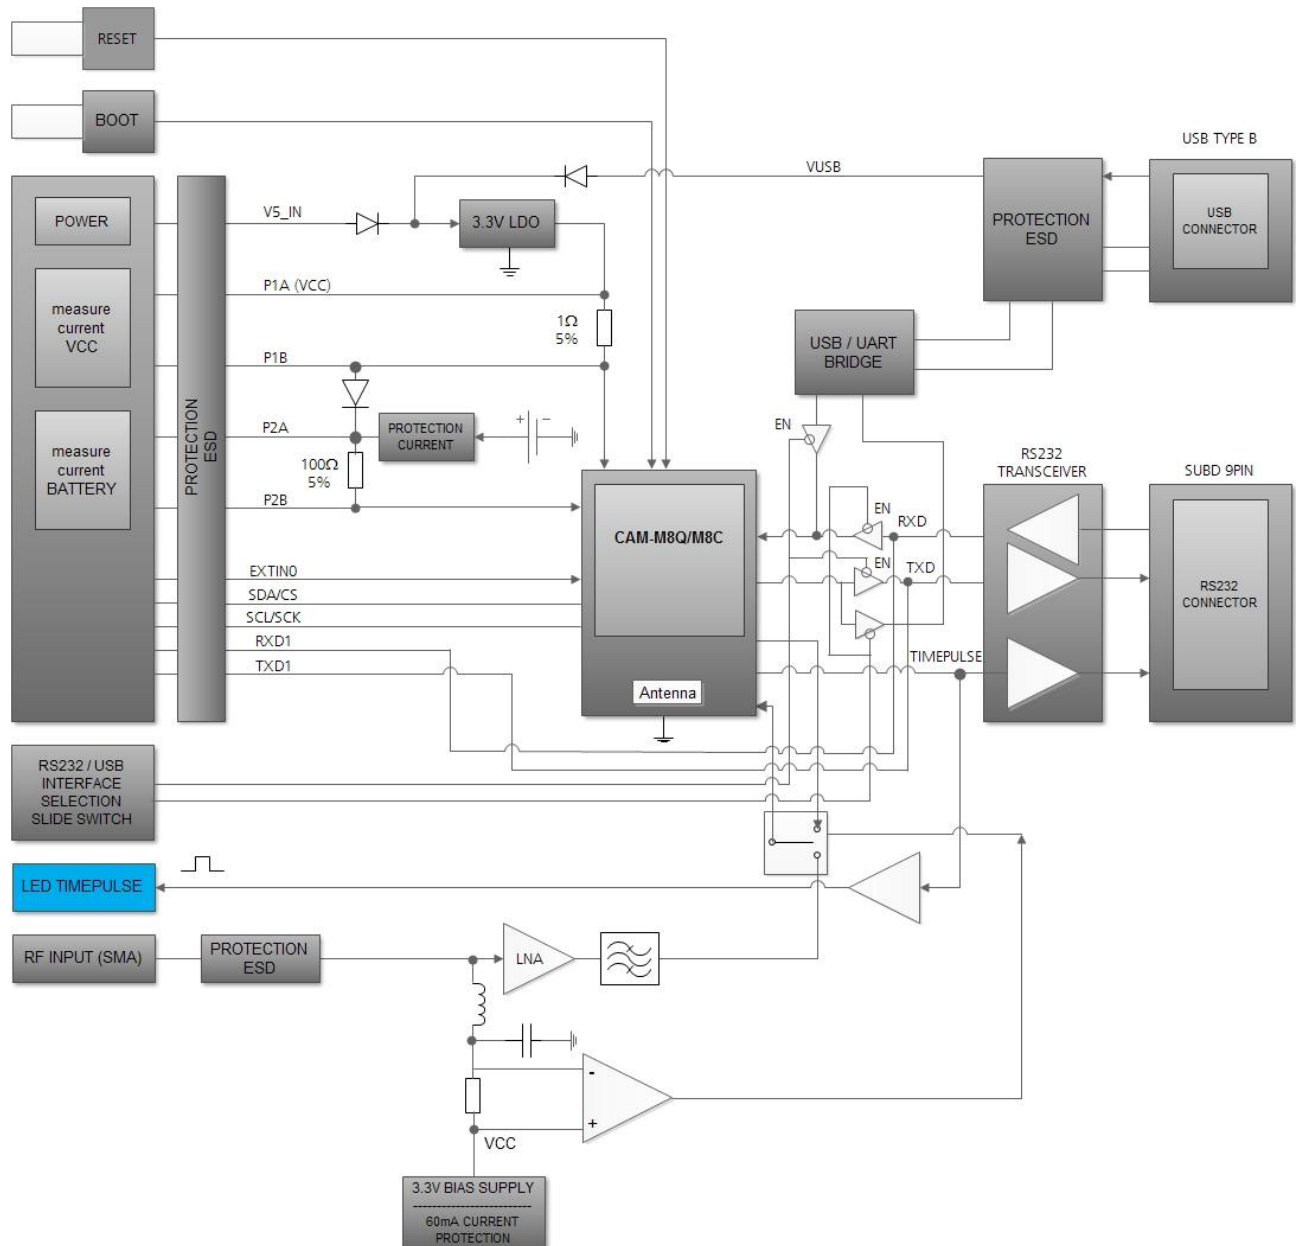 RESET
BOOT
USB TYPE B
VUSB
POWER
V5_IN
3.3V LDO
PROTECTION
ESD
USB
CONNECTOR
P1A (VCC)
measure
current
VCC
1Ω
5%
USB / UART
BRIDGE
P1B
PROTECTION
ESD
measure
current
BATTERY
P2A
PROTECTION
CURRENT
+
-
EN
100Ω
5%
P2B
RS232
TRANSCEIVER
SUBD 9PIN
CAM-M8Q/M8C
EN
RXD
EN
TXD
RS232
CONNECTOR
EXTIN0
SDA/CS
SCL/SCK
RXD1
TXD1
TIMEPULSE
Antenna
RS232 / USB
INTERFACE
SELECTION
SLIDE SWITCH
LED TIMEPULSE
RF INPUT (SMA)
PROTECTION
ESD
LNA
-
+
VCC
3.3V BIAS SUPPLY
--------------------------
60mA CURRENT
PROTECTION